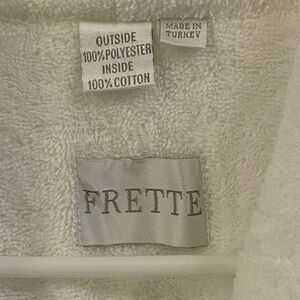 OUTSIDE
100% POLYESTER
INSIDE
100% COTTON
MADE IN
TURKEY
FRETTE